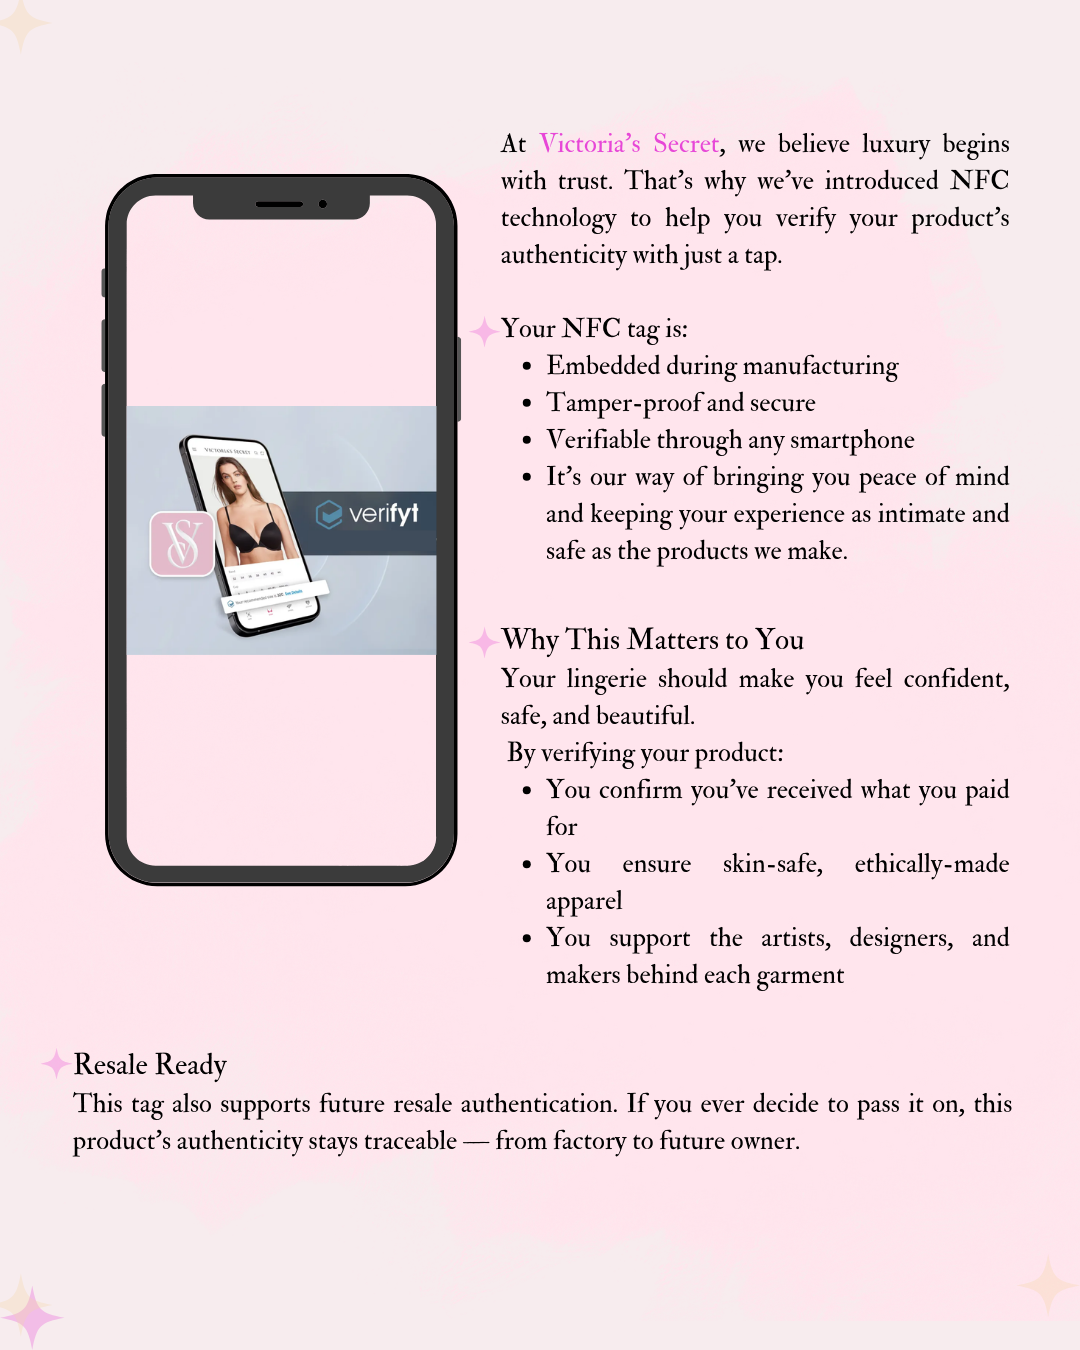 At Victoria's Secret, we believe luxury begins
with trust. That's why we've introduced NFC
technology to help you verify your product's
authenticity with just a tap.
Your NFC tag is:
Embedded during manufacturing
Tamper-proof and secure
Verifiable through any smartphone
It's our way of bringing you peace of mind
and keeping your experience as intimate and
safe as the products we make.
VICTORIA'S SECRET
VS
verifyt
Why This Matters to You
Your lingerie should make you feel confident,
safe, and beautiful.
By verifying your product:
You confirm you've received what you paid
for
You ensure skin-safe, ethically-made
apparel
You support the artists, designers, and
makers behind each garment
Resale Ready
This tag also supports future resale authentication. If you ever decide to pass it on, this
product's authenticity stays traceable — from factory to future owner.